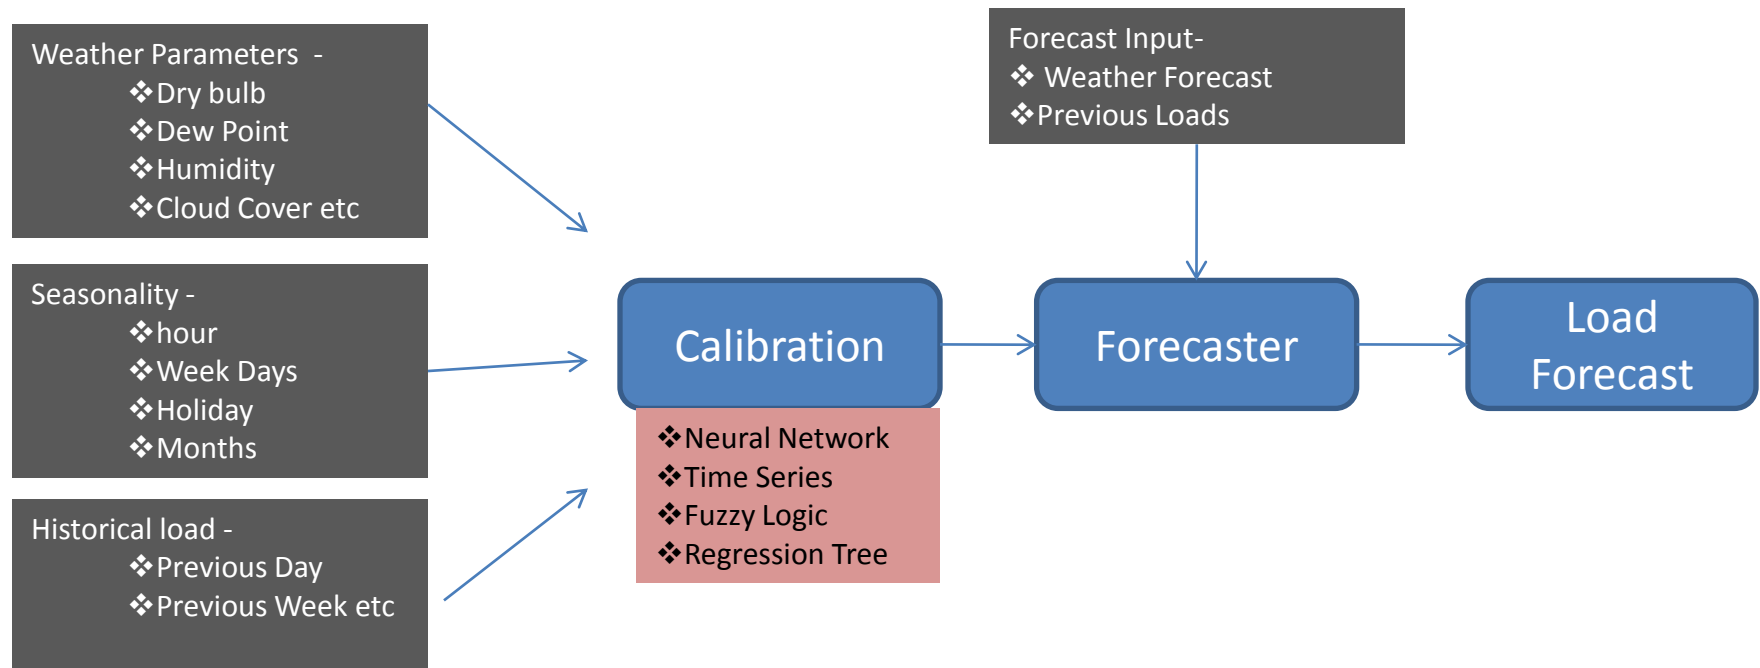 Weather Parameters -
❖Dry bulb
❖Dew Point
❖Humidity
❖Cloud Cover etc
Seasonality -
❖hour
❖Week Days
❖Holiday
❖Months
Historical load -
❖Previous Day
❖Previous Week etc
Forecast Input-
❖ Weather Forecast
❖Previous Loads
Calibration
❖Neural Network
❖Time Series
❖Fuzzy Logic
❖Regression Tree
Forecaster
Load
Forecast